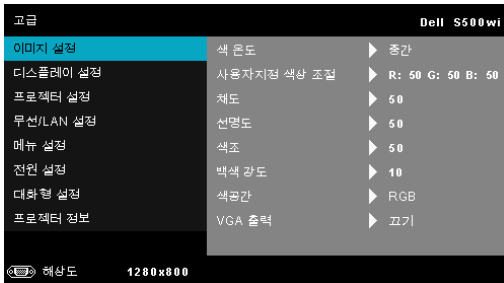 고급 Dell S500wi
이미지 설정 색 온도 중간
디스플레이 설정 사용자지정 색상 조절 R: 50 G: 50 B: 50
프로젝터 설정 채도 50
무선/LAN 설정 선명도 50
메뉴 설정 색조 50
전원 설정 백색 강도 10
대화형 설정 색공간 RGB
프로젝터 정보 VGA 출력 끄기
해상도 1280x800